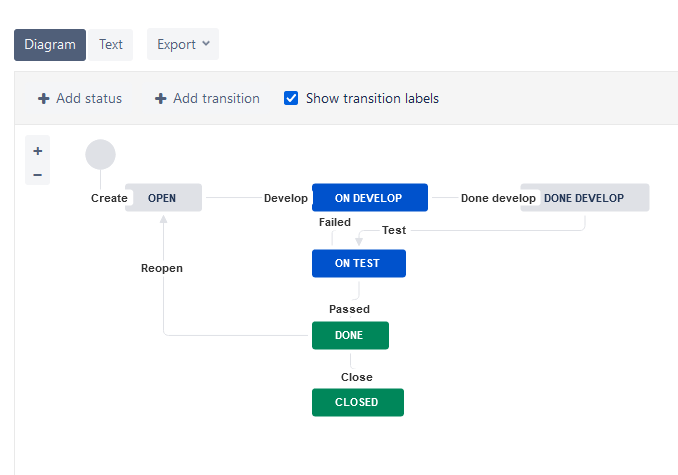 Diagram Text Export
+ Add status + Add transition Show transition labels
+
−
Create OPEN Develop ON DEVELOP Done develop DONE DEVELOP
Failed
Test
ON TEST
Reopen
Passed
DONE
Close
CLOSED